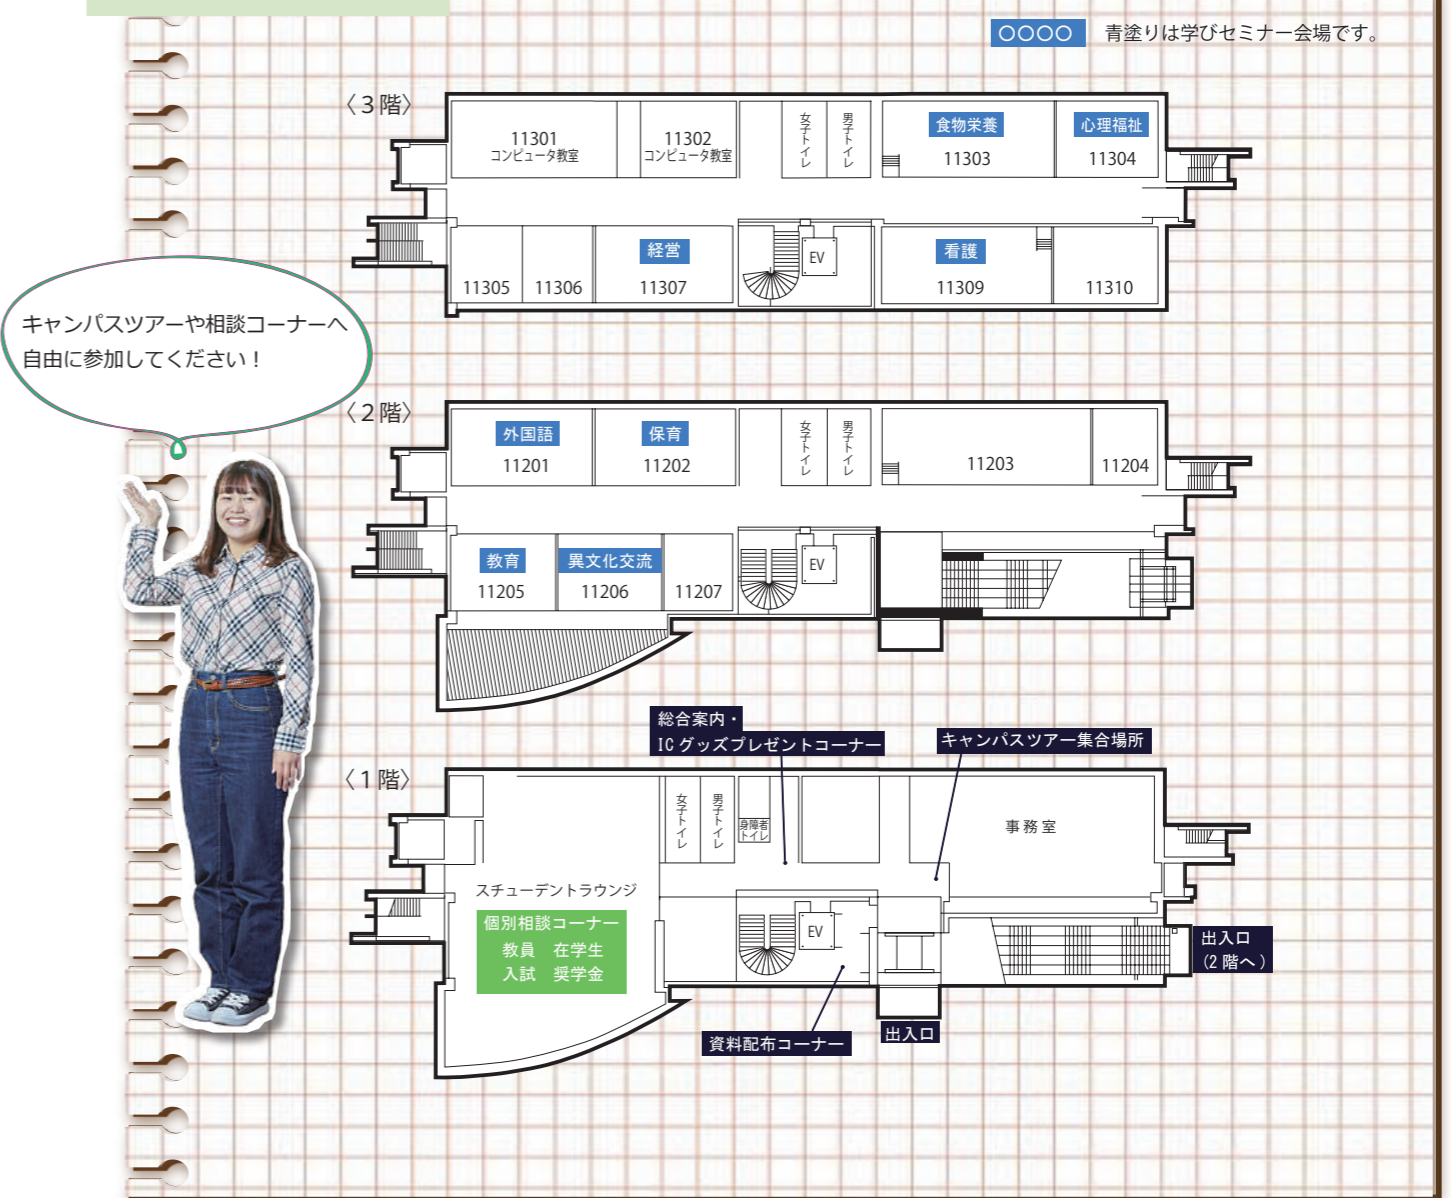 〇〇〇〇 青塗りは学びセミナー会場です。
〈３階〉
11301
コンピュータ教室
11302
コンピュータ教室
女子トイレ
男子トイレ
食物栄養
11303
心理福祉
11304
11305
11306
経営
11307
EV
看護
11309
11310
キャンパスツアーや相談コーナーへ
自由に参加してください！
〈２階〉
外国語
11201
保育
11202
女子トイレ
男子トイレ
11203
11204
教育
11205
異文化交流
11206
11207
EV
総合案内・
IC グッズプレゼントコーナー
キャンパスツアー集合場所
〈１階〉
女子トイレ
男子トイレ
身障者
トイレ
事務室
スチューデントラウンジ
個別相談コーナー
教員 在学生
入試 奨学金
EV
出入口
(2 階へ)
資料配布コーナー
出入口